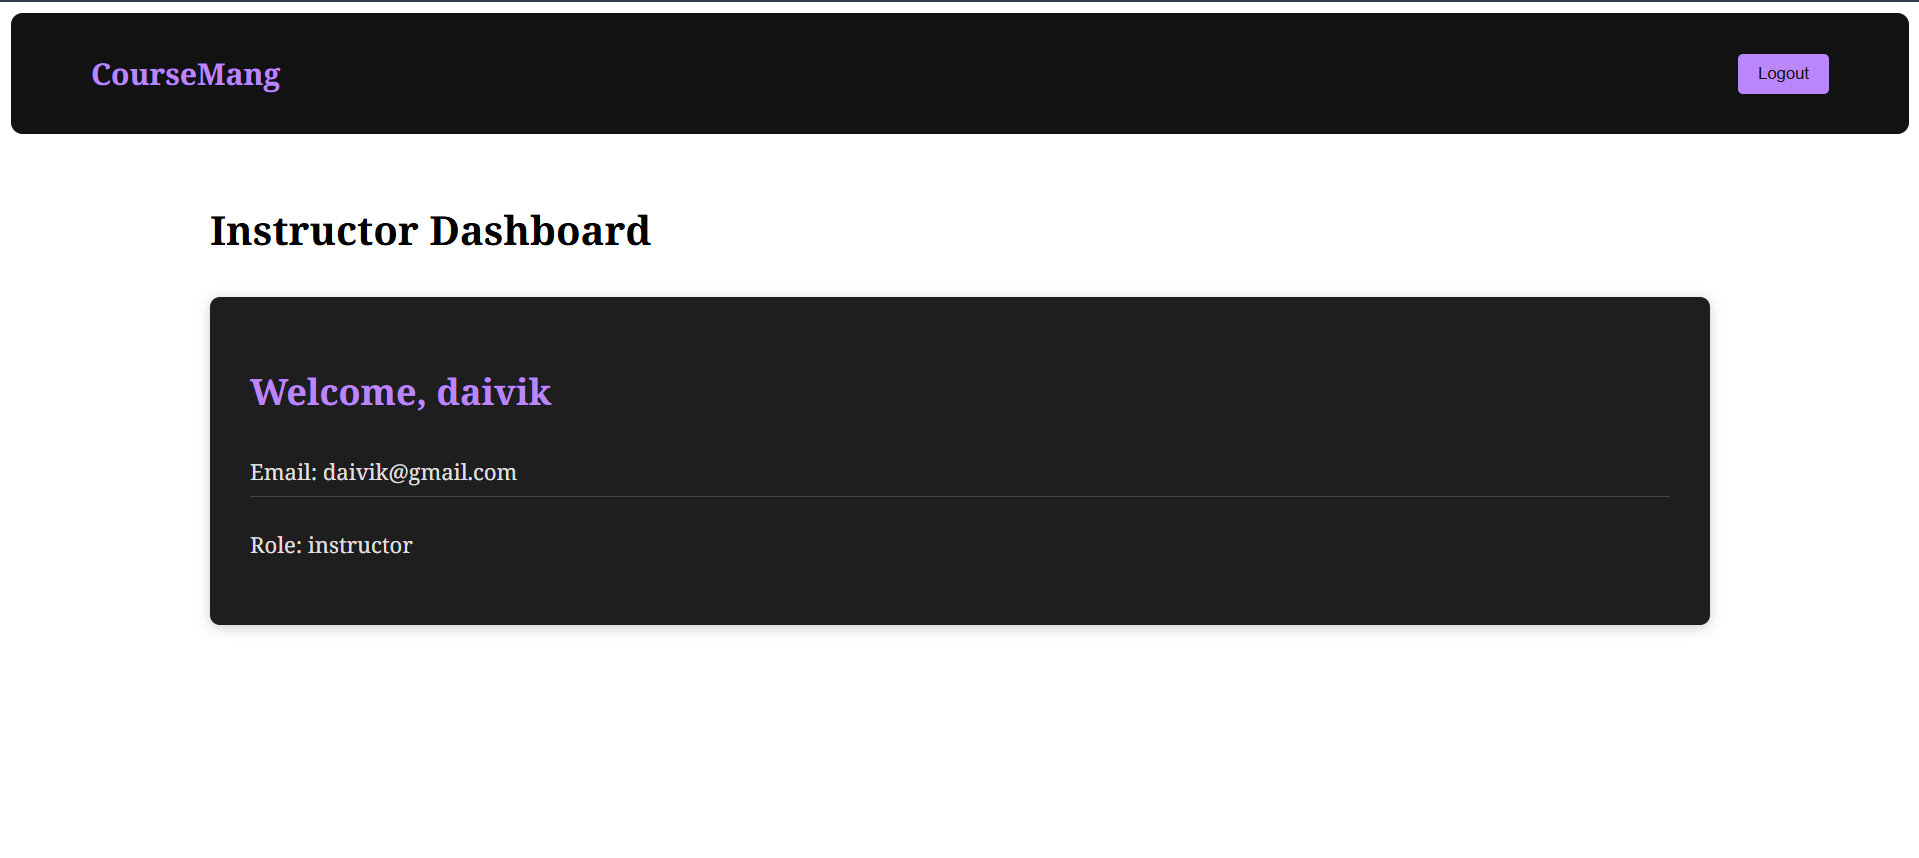 CourseMang
Logout
Instructor Dashboard
Welcome, daivik
Email: daivik@gmail.com
Role: instructor